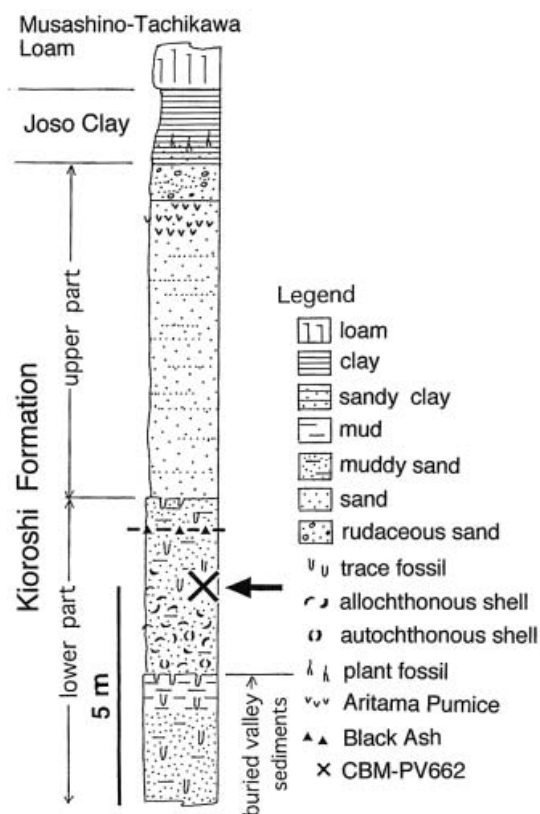 Musashino-Tachikawa
Loam
Joso Clay
upper part
Kioroshi Formation
lower part
5 m
buried valley
sediments
Legend
loam
clay
sandy clay
mud
muddy sand
sand
rudaceous sand
trace fossil
allochthonous shell
autochthonous shell
plant fossil
Aritama Pumice
Black Ash
CBM-PV662